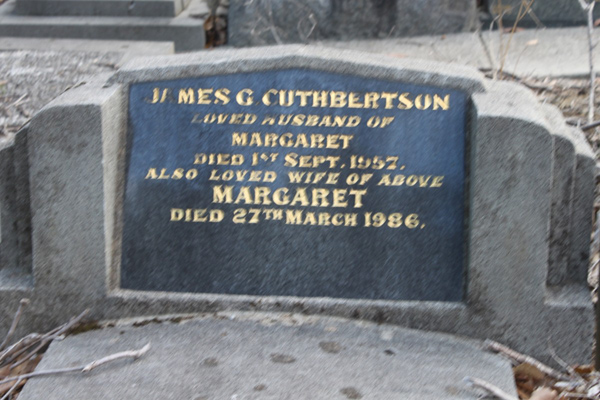 JAMES G. CUTHBERTSON
LOVED HUSBAND OF
MARGARET
DIED 1ST SEPT. 1957.
ALSO LOVED WIFE OF ABOVE
MARGARET
DIED 27TH MARCH 1986.